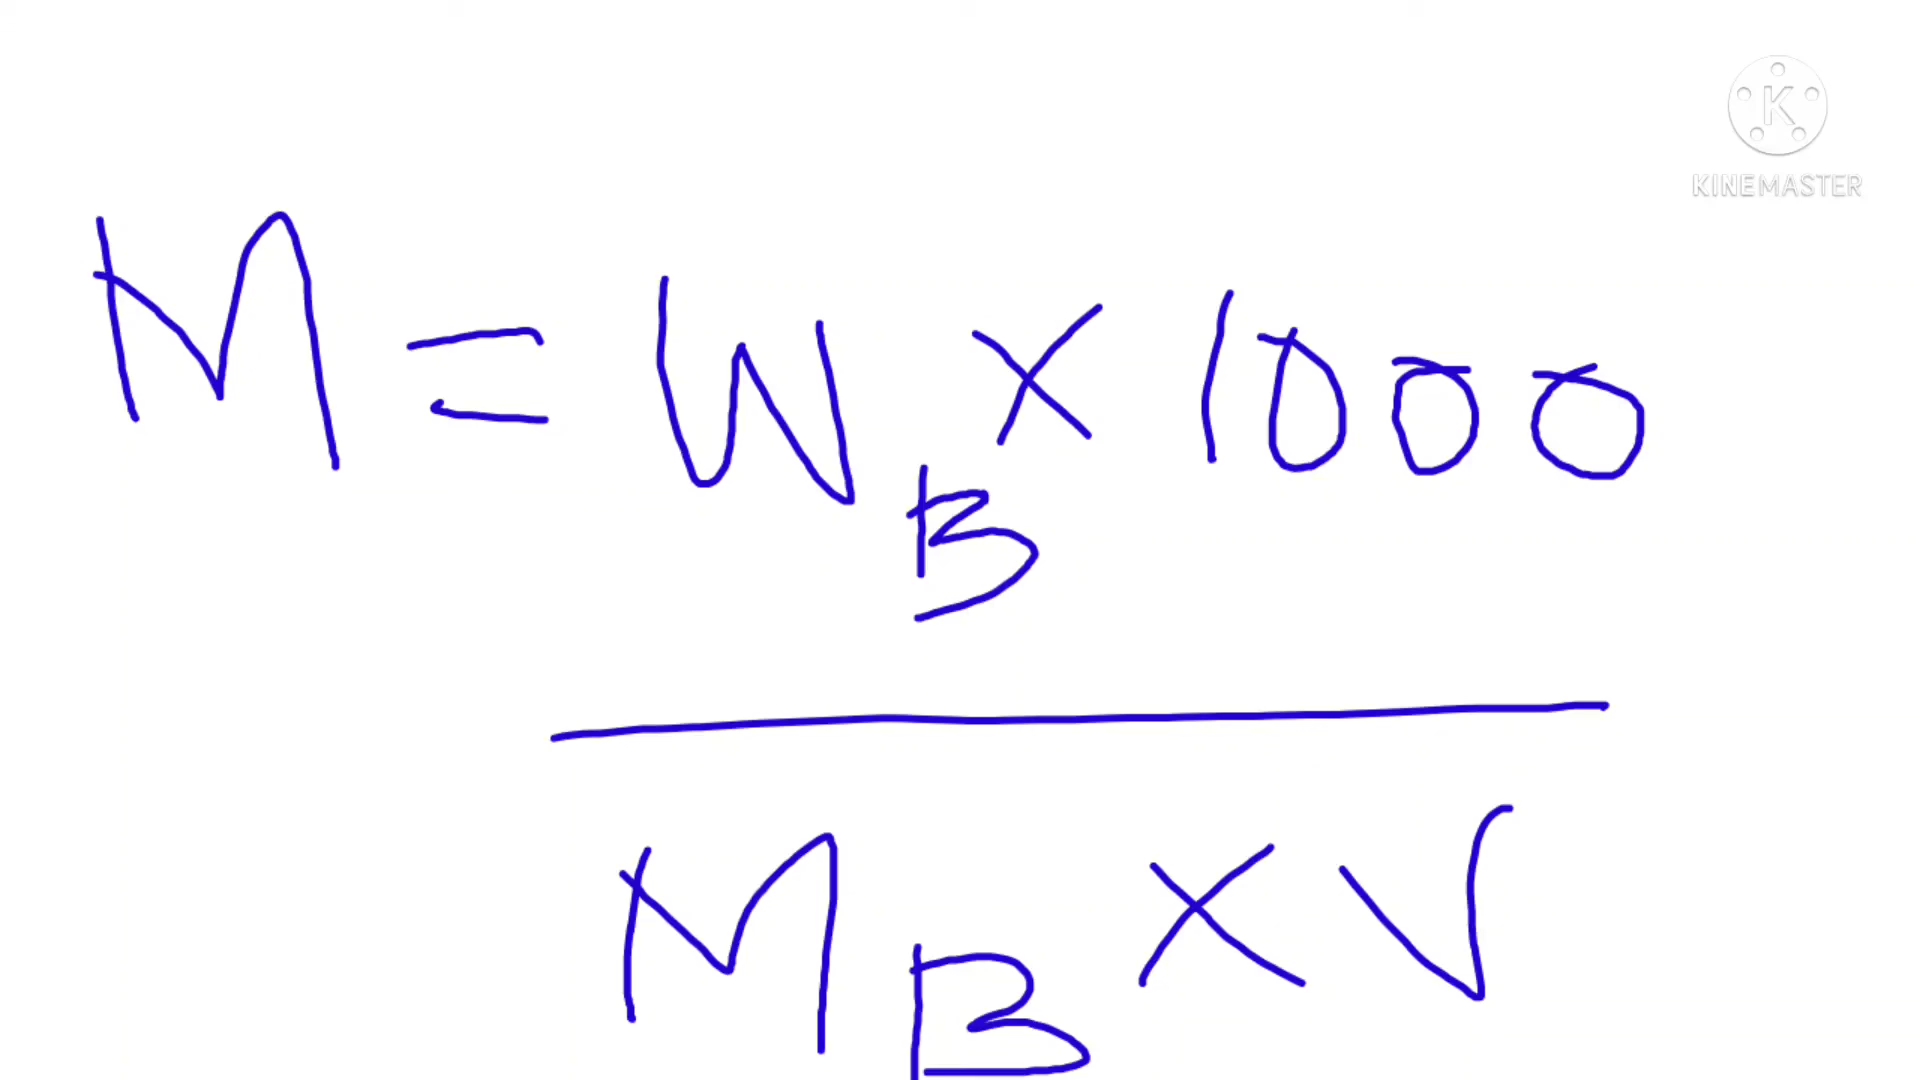 KINEMASTER
M = W_B × 1000
M_B × V